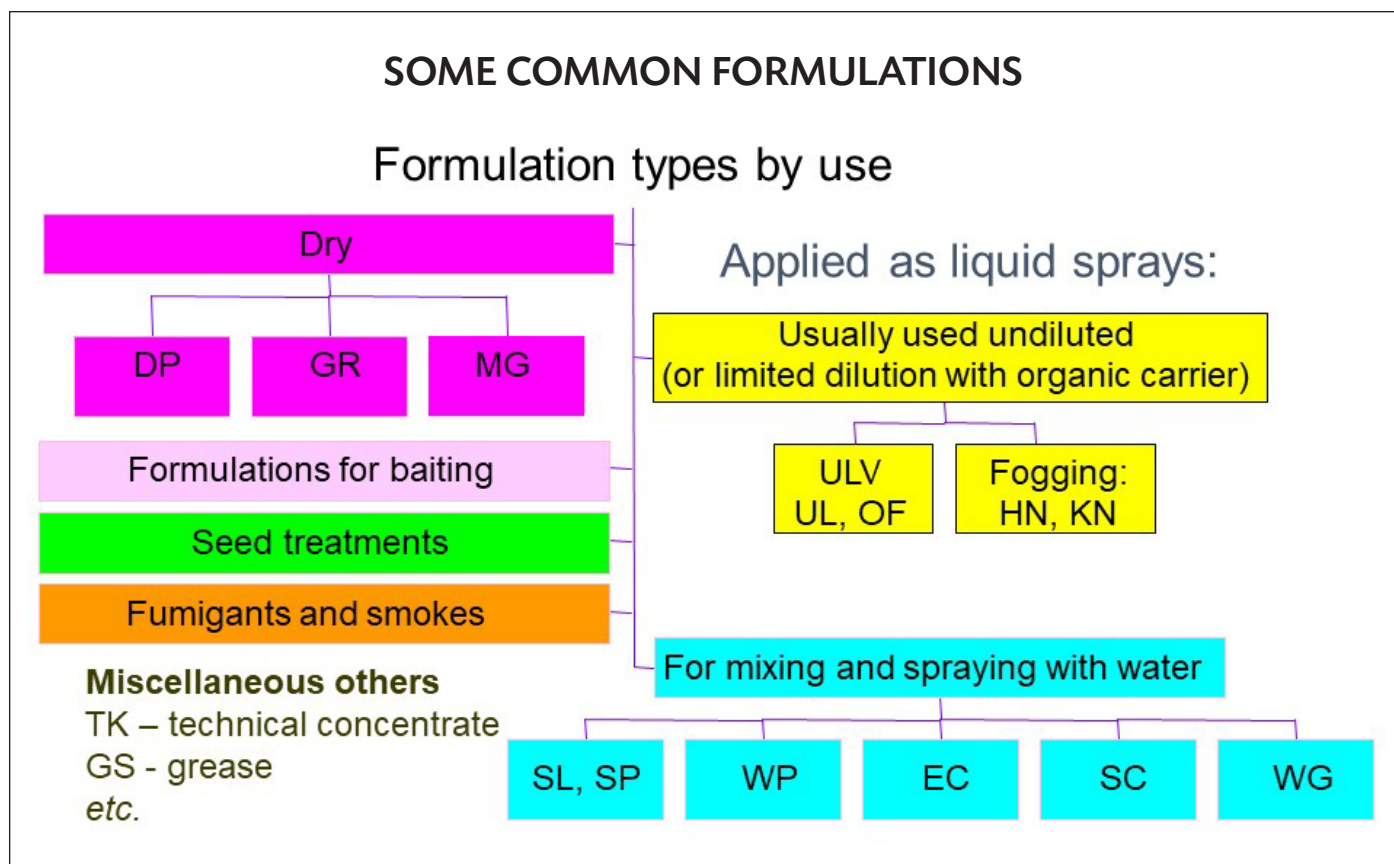 SOME COMMON FORMULATIONS
Formulation types by use
Dry
DP
GR
MG
Formulations for baiting
Seed treatments
Fumigants and smokes
Miscellaneous others
TK – technical concentrate
GS - grease
etc.
Applied as liquid sprays:
Usually used undiluted
(or limited dilution with organic carrier)
ULV
UL, OF
Fogging:
HN, KN
For mixing and spraying with water
SL, SP
WP
EC
SC
WG